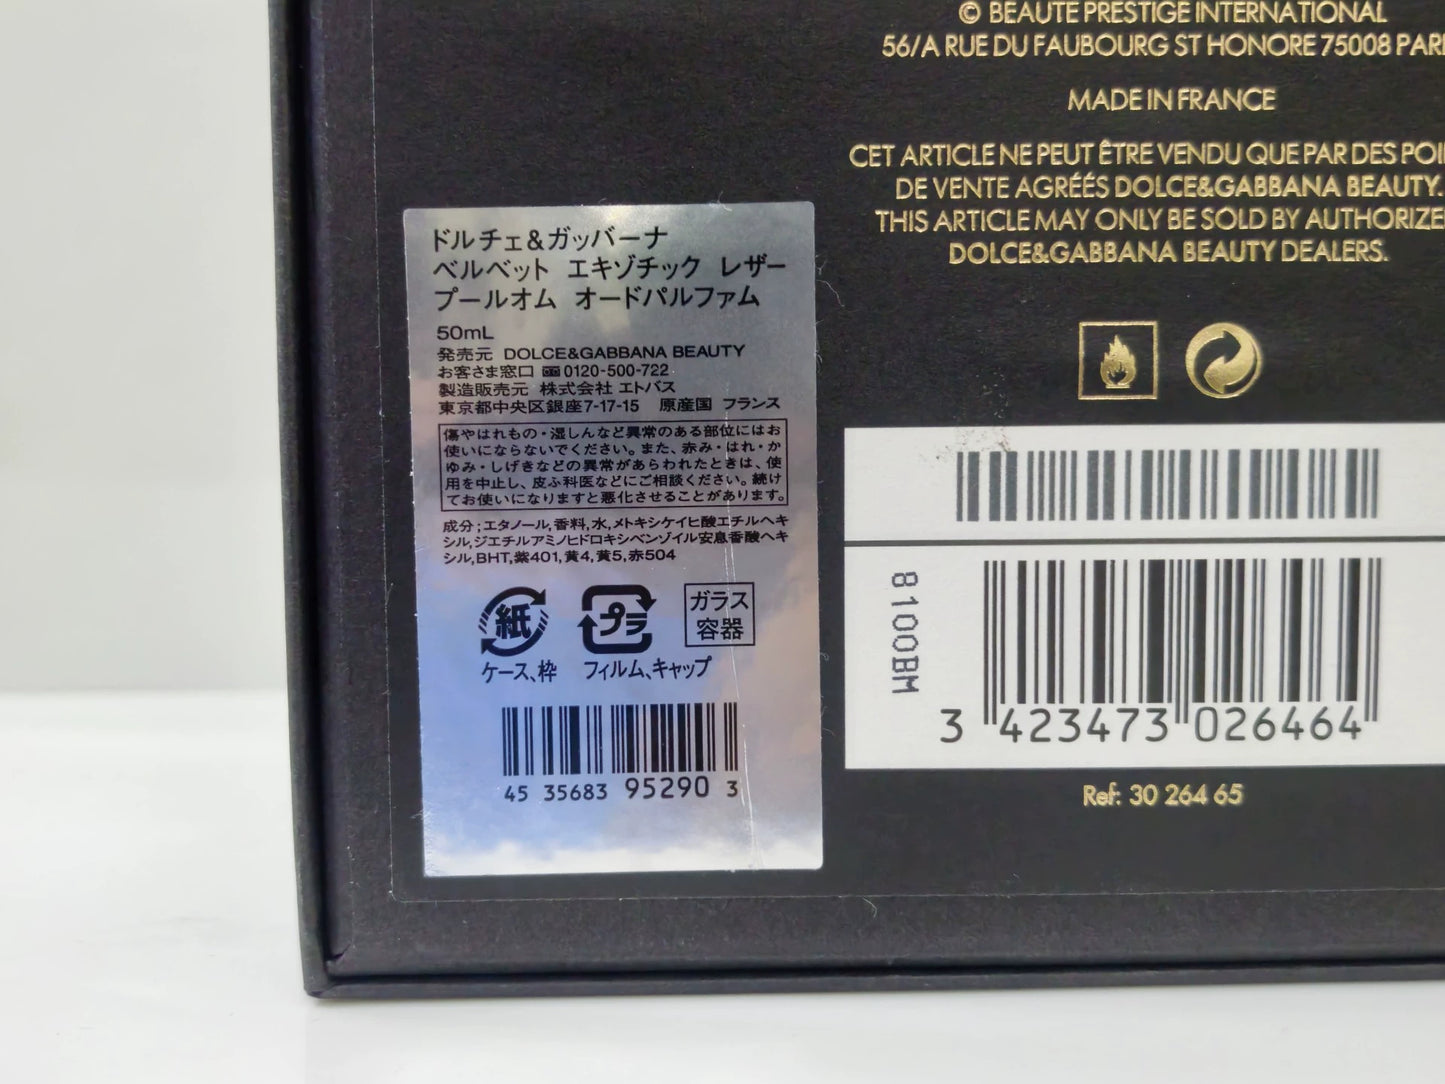 © BEAUTE PRESTIGE INTERNATIONAL
56/A RUE DU FAUBOURG ST HONORE 75008
MADE IN FRANCE
CET ARTICLE NE PEUT ÊTRE VENDU QUE PAR DES
DE VENTE AGRÉÉS DOLCE&GABBANA BEAUTY.
THIS ARTICLE MAY ONLY BE SOLD BY
DOLCE&GABBANA BEAUTY DEALERS.
ドルチェ&ガッバーナ
ベルベット エキゾチック レザー
プールオム オードパルファム
50mL
発売元 DOLCE&GABBANA BEAUTY
お客さま窓口 0120-500-722
製造販売元 株式会社 エトバス
東京都中央区銀座7-17-15 原産国 フランス
傷やはれもの・湿しんなど異常のある部位にはお
使いにならないでください。また、赤み・はれ・か
ゆみ・しげきなどの異常があらわれたときは、使
用を中止し、皮ふ科医などにご相談ください。続け
てお使いになりますと悪化させることがあります。
成分;エタノール,香料,水,メトキシケイヒ酸エチルヘキ
シル,ジエチルアミノヒドロキシベンゾイル安息香酸ヘキ
シル,BHT,紫401,黄4,黄5,赤504
紙 プラ ガラス
容器
ケース、枠 フィルム、キャップ
45 35683 95290 3
8100BM
3 423473 026464
Ref: 30 264 65